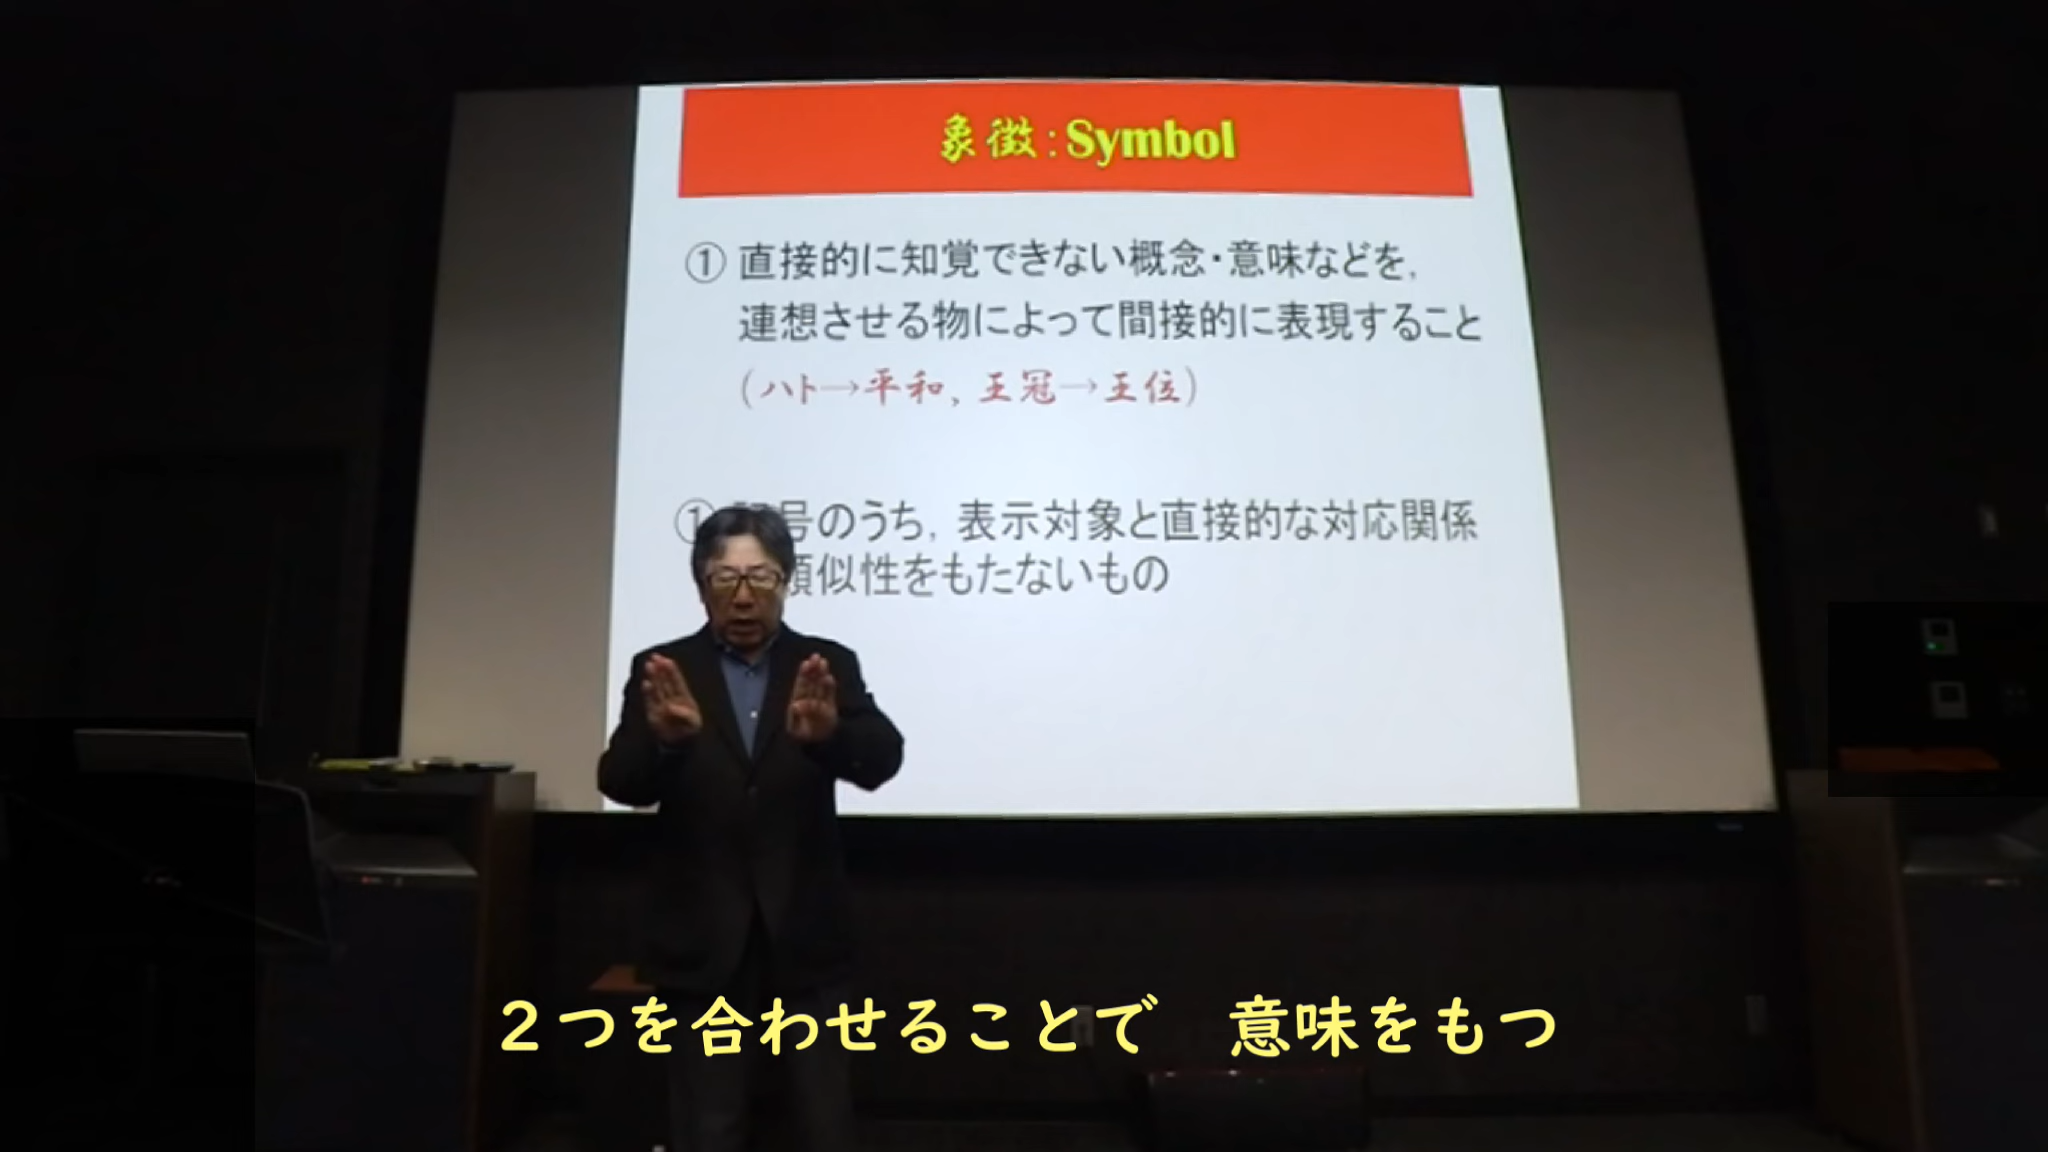 象徴:Symbol
① 直接的に知覚できない概念・意味などを,
連想させる物によって間接的に表現すること
(ハト→平和, 王冠→王位)
① 号のうち, 表示対象と直接的な対応関係
類似性をもたないもの
２つを合わせることで 意味をもつ